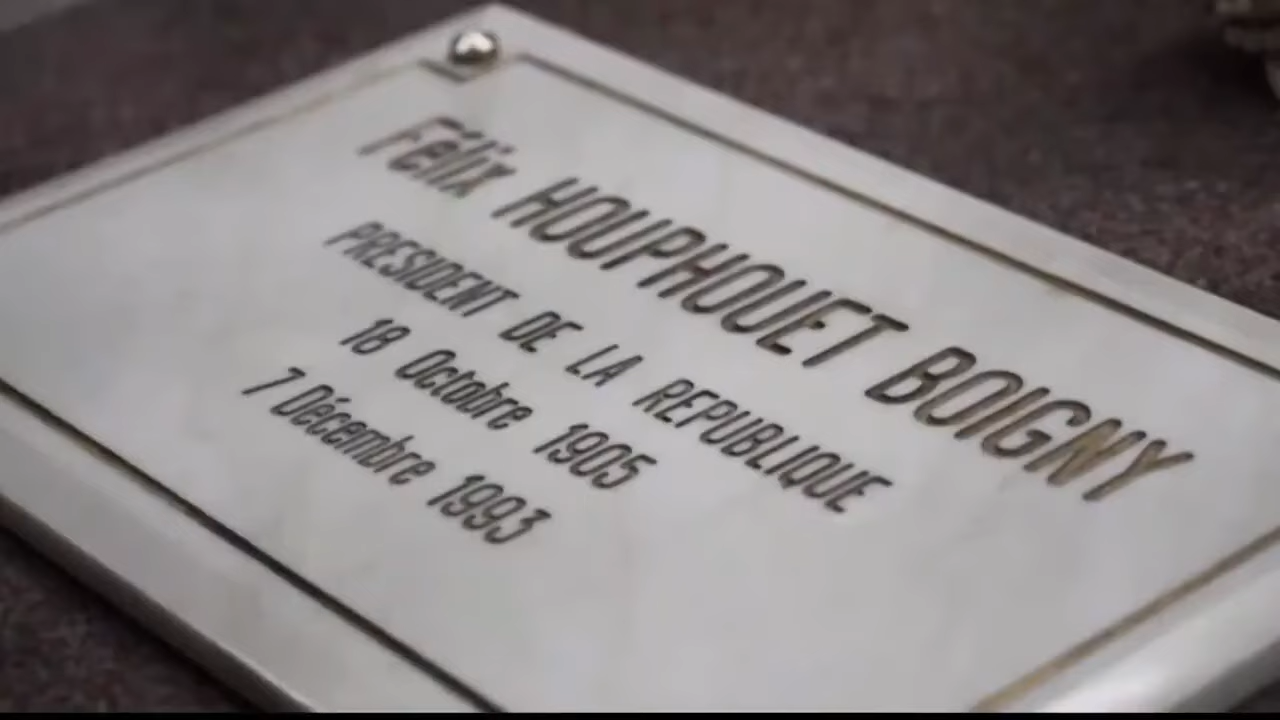 Félix HOUPHOUET BOIGNY
PRESIDENT DE LA REPUBLIQUE
18 Octobre 1905
7 Décembre 1993